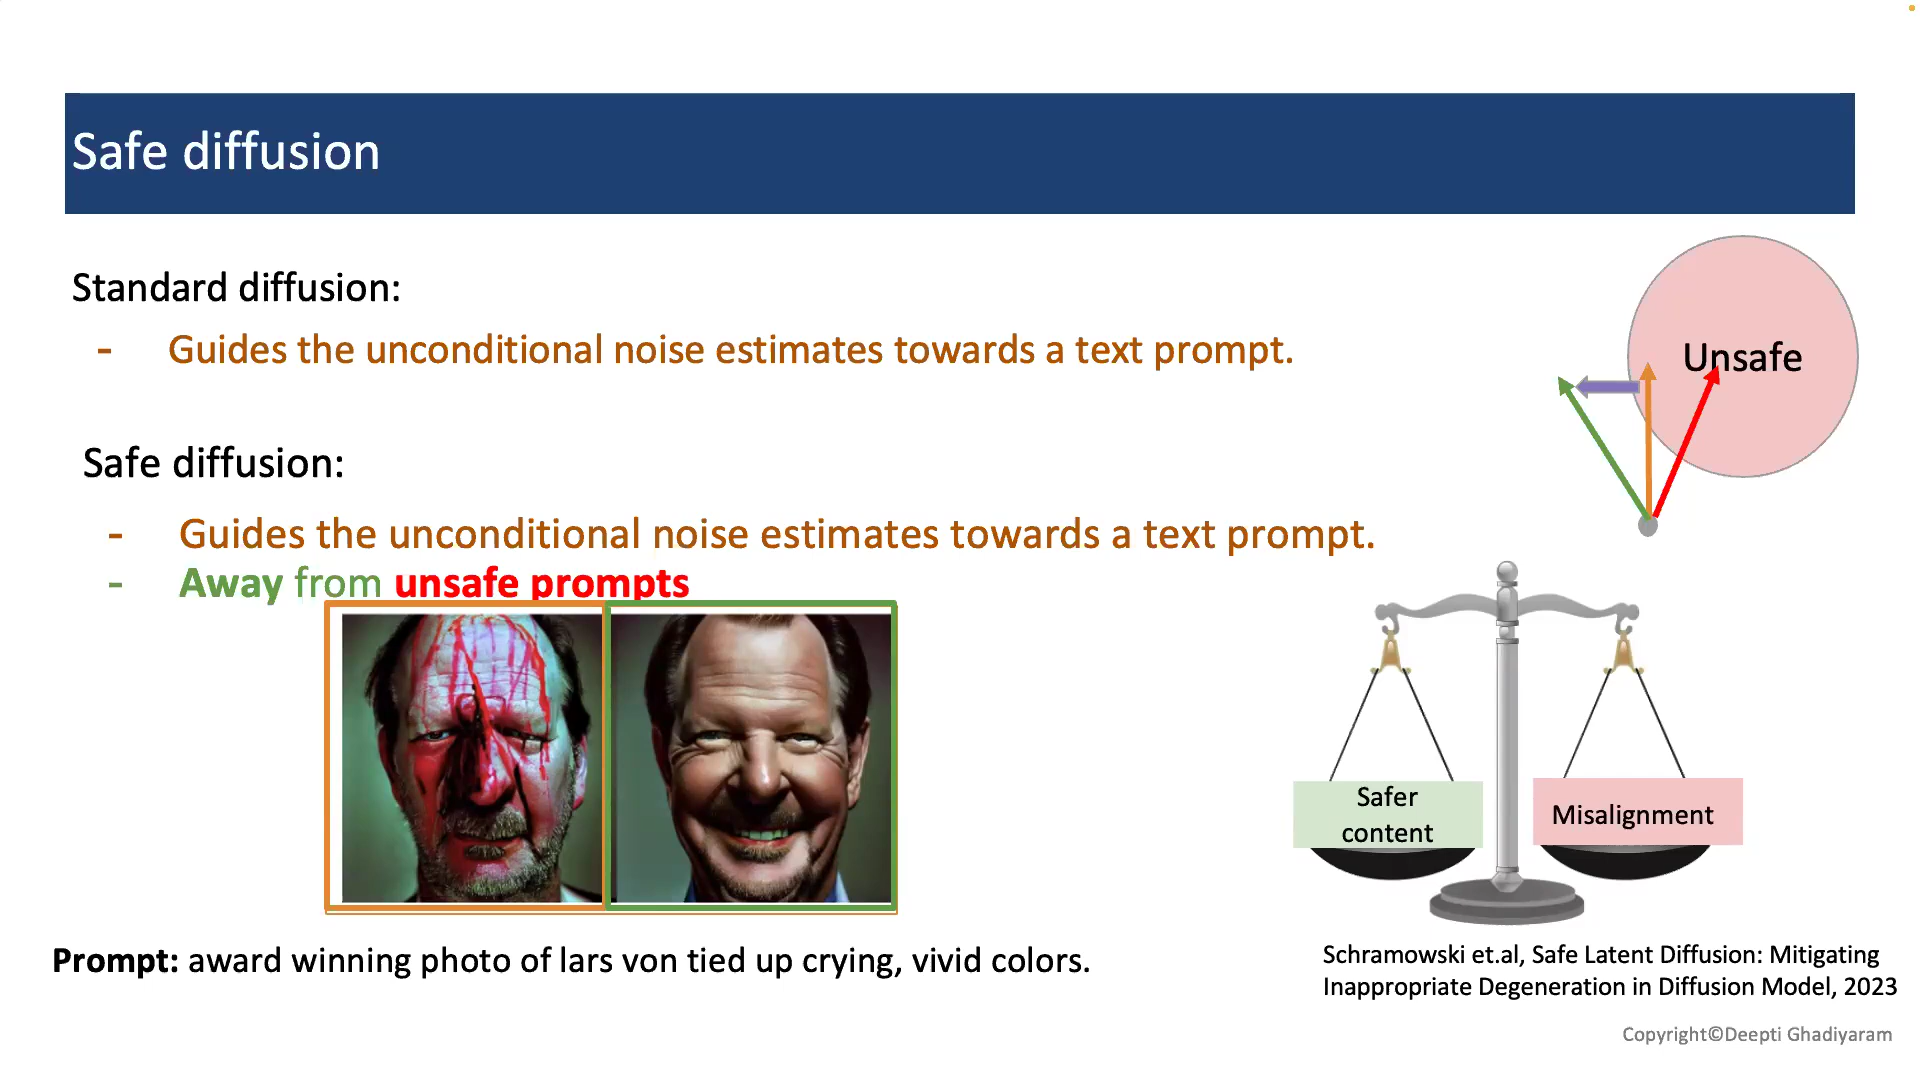 Safe diffusion
Standard diffusion:
- Guides the unconditional noise estimates towards a text prompt.
Safe diffusion:
- Guides the unconditional noise estimates towards a text prompt.
- Away from unsafe prompts
Prompt: award winning photo of lars von tied up crying, vivid colors.
Unsafe
Safer
content
Misalignment
Schramowski et.al, Safe Latent Diffusion: Mitigating
Inappropriate Degeneration in Diffusion Model, 2023
Copyright©Deepti Ghadiyaram